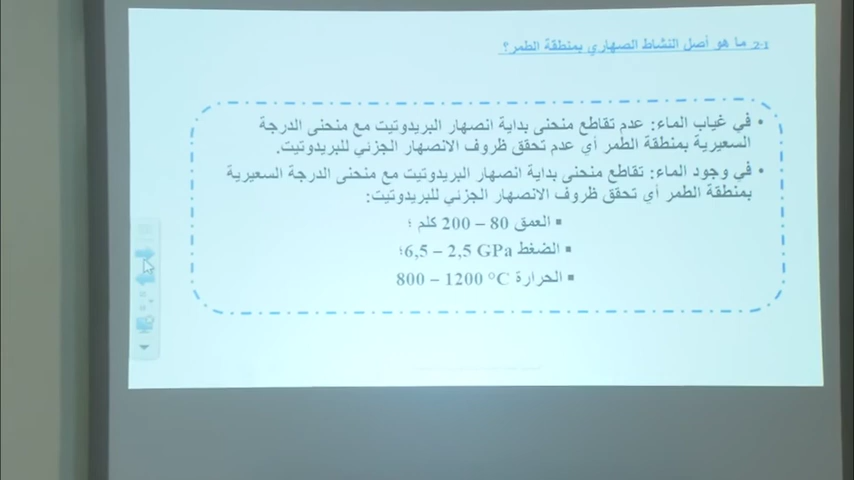 2-1 ما هو أصل النشاط الصهاري بمنطقة الطمر؟
• في غياب الماء: عدم تقاطع منحنى بداية انصهار البريدوتيت مع منحنى الدرجة
السعيرية بمنطقة الطمر أي عدم تحقق ظروف الانصهار الجزئي للبريدوتيت.
• في وجود الماء: تقاطع منحنى بداية انصهار البريدوتيت مع منحنى الدرجة السعيرية
بمنطقة الطمر أي تحقق ظروف الانصهار الجزئي للبريدوتيت:
▪ العمق 80 – 200 كلم ؛
▪ الضغط 6,5 – 2,5 GPa؛
▪ الحرارة 800 – 1200 °C